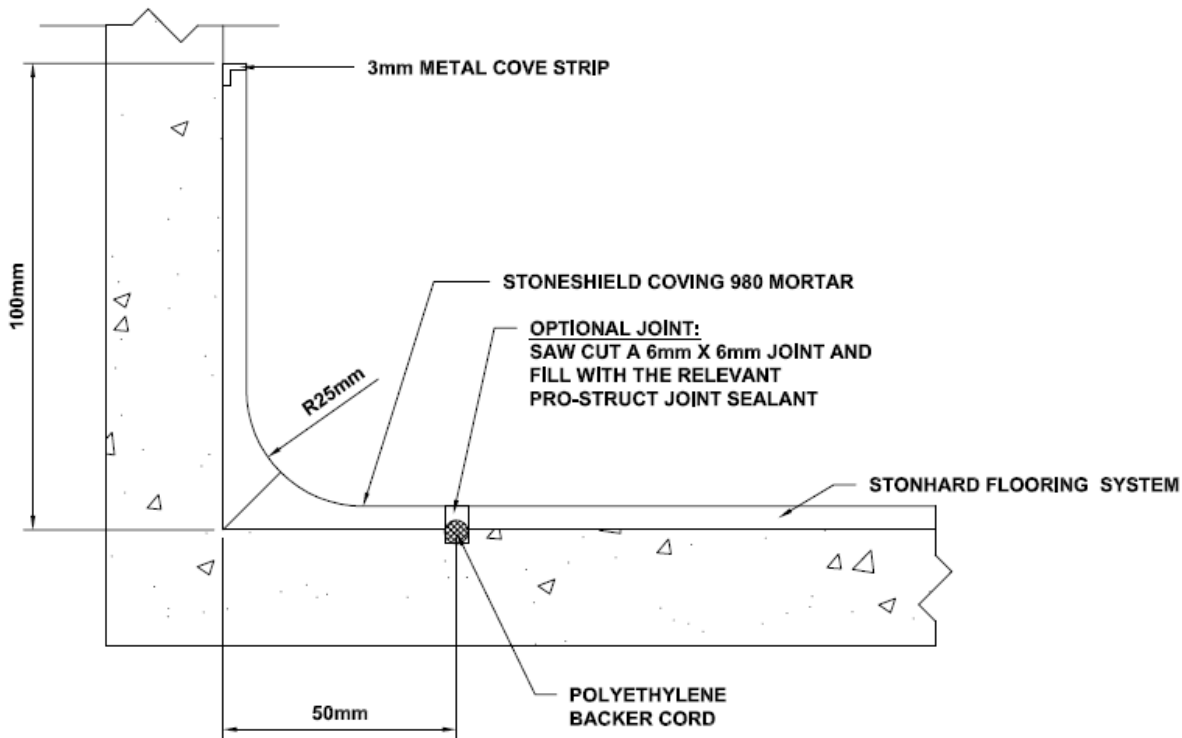 3mm METAL COVE STRIP
100mm
STONESHIELD COVING 980 MORTAR
OPTIONAL JOINT:
SAW CUT A 6mm X 6mm JOINT AND
FILL WITH THE RELEVANT
PRO-STRUCT JOINT SEALANT
R25mm
STONHARD FLOORING SYSTEM
POLYETHYLENE
BACKER CORD
50mm